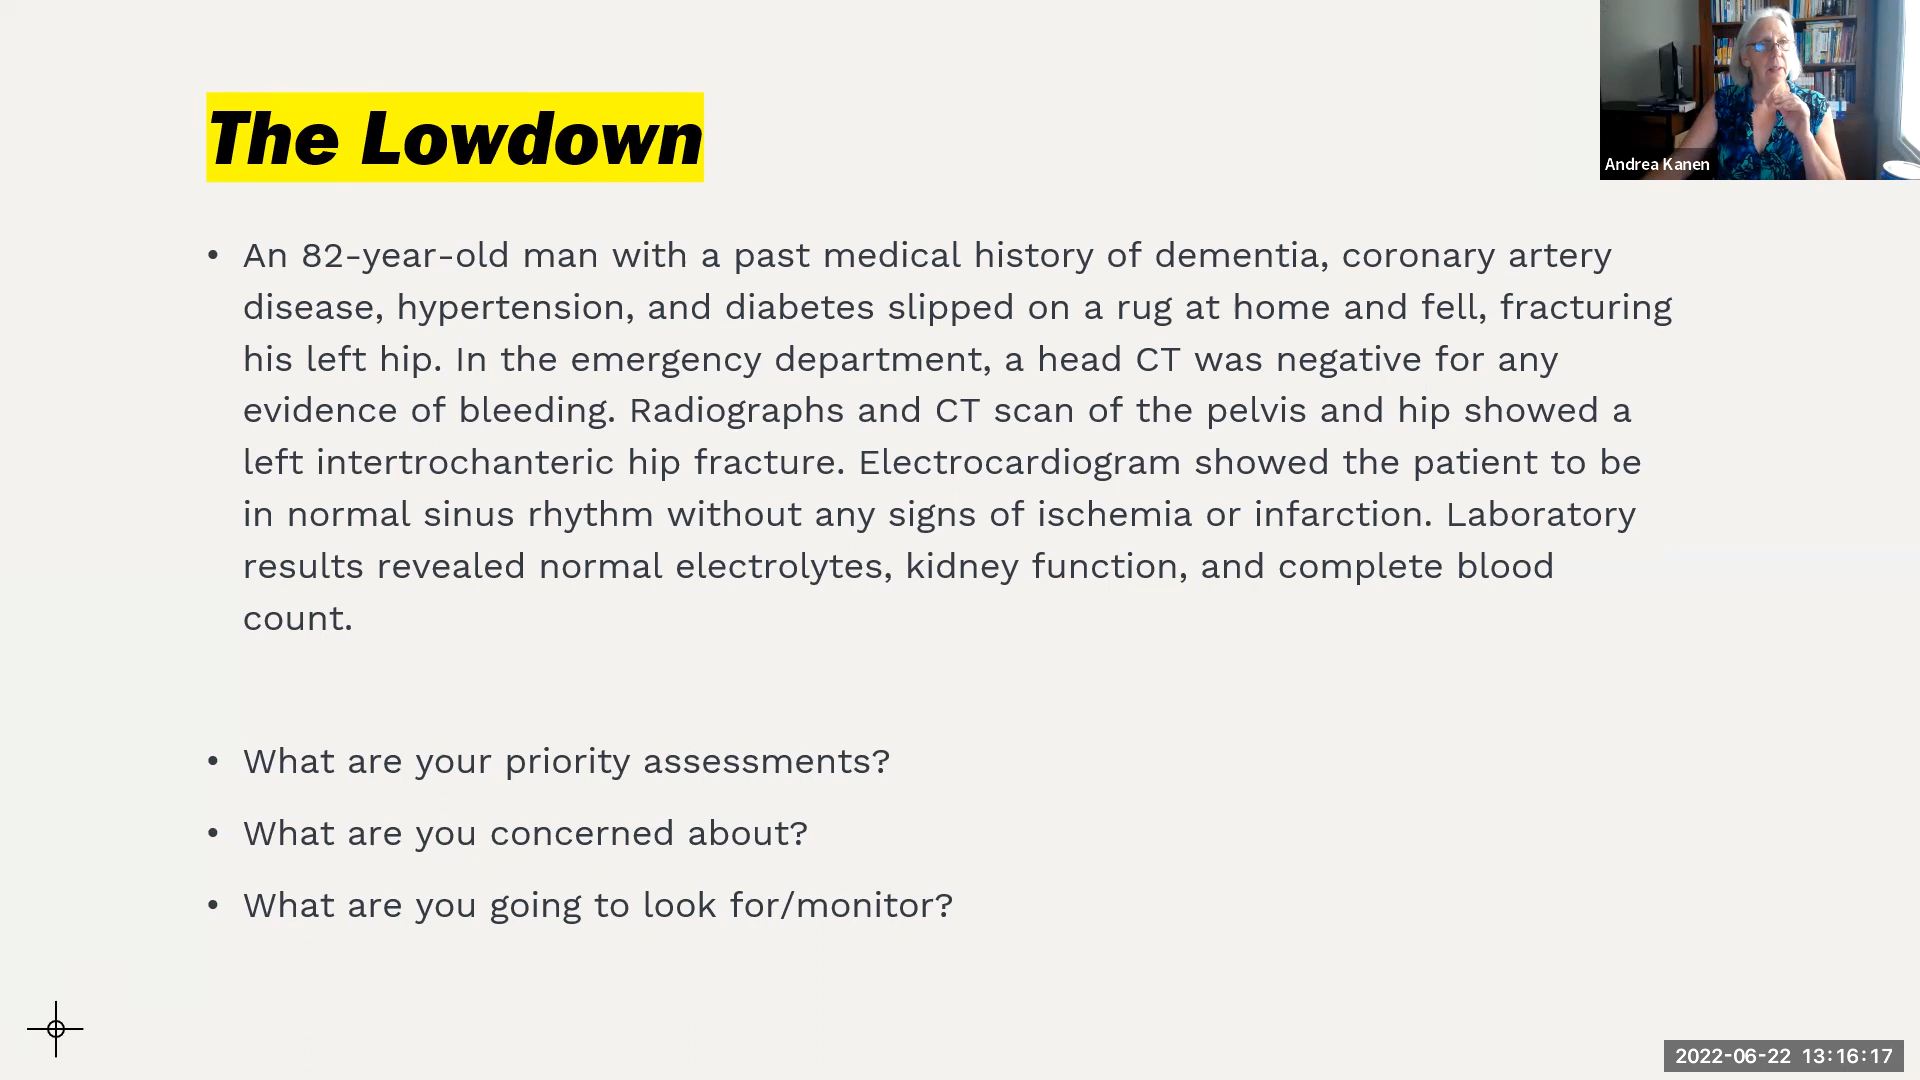 The Lowdown
Andrea Kanen
• An 82-year-old man with a past medical history of dementia, coronary artery
disease, hypertension, and diabetes slipped on a rug at home and fell, fracturing
his left hip. In the emergency department, a head CT was negative for any
evidence of bleeding. Radiographs and CT scan of the pelvis and hip showed a
left intertrochanteric hip fracture. Electrocardiogram showed the patient to be
in normal sinus rhythm without any signs of ischemia or infarction. Laboratory
results revealed normal electrolytes, kidney function, and complete blood
count.
• What are your priority assessments?
• What are you concerned about?
• What are you going to look for/monitor?
2022-06-22 13:16:17